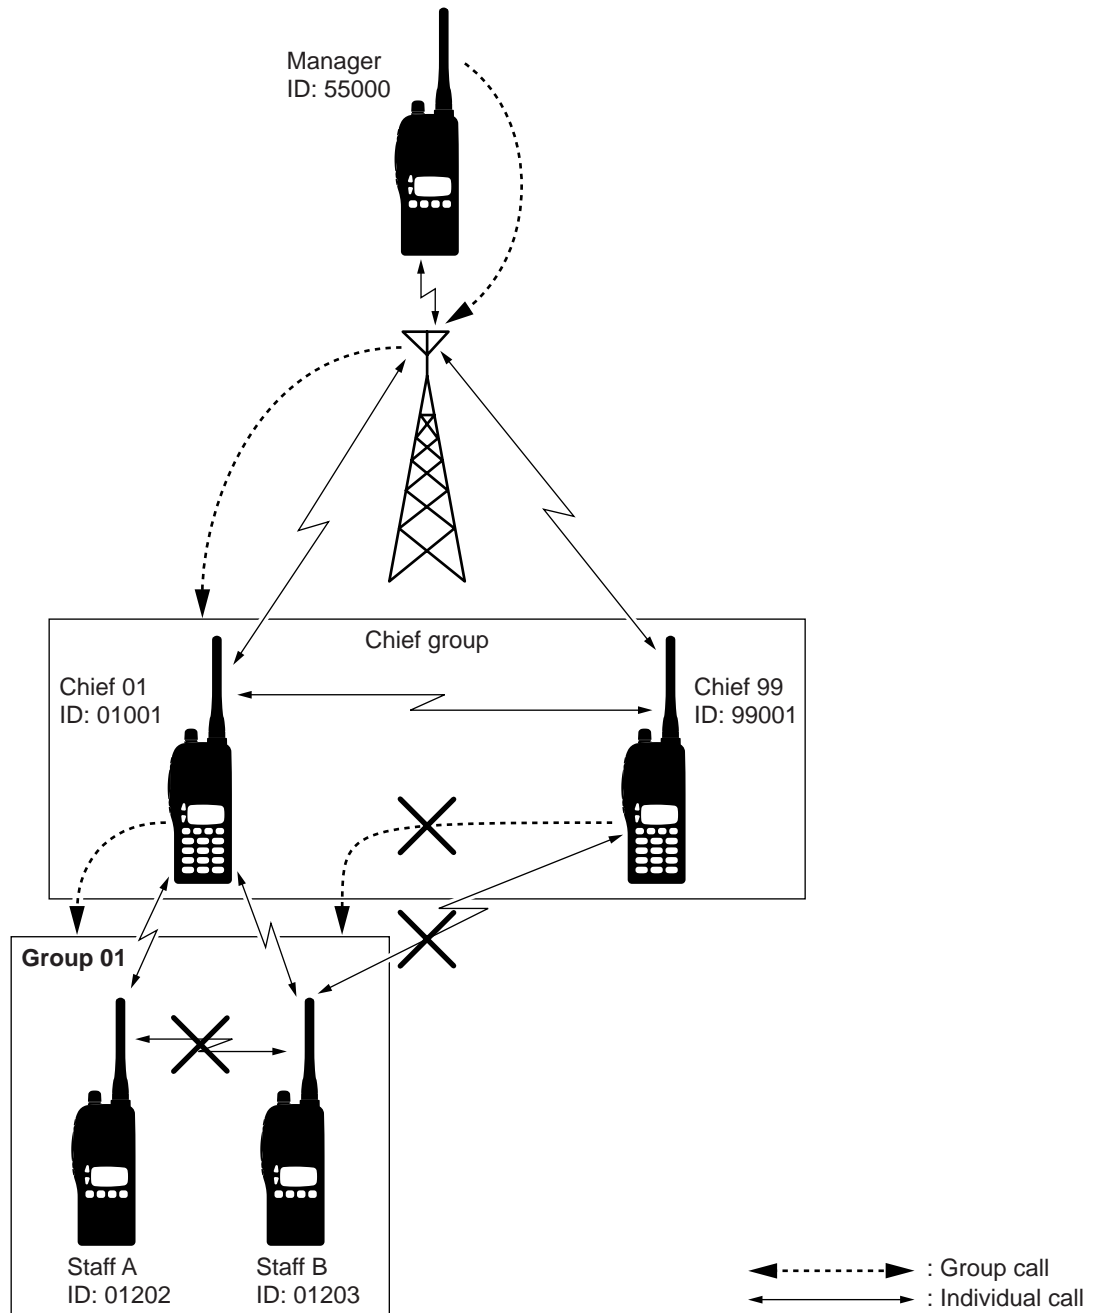 Manager
ID: 55000
Chief group
Chief 01
ID: 01001
Chief 99
ID: 99001
Group 01
Staff A
ID: 01202
Staff B
ID: 01203
: Group call
: Individual call